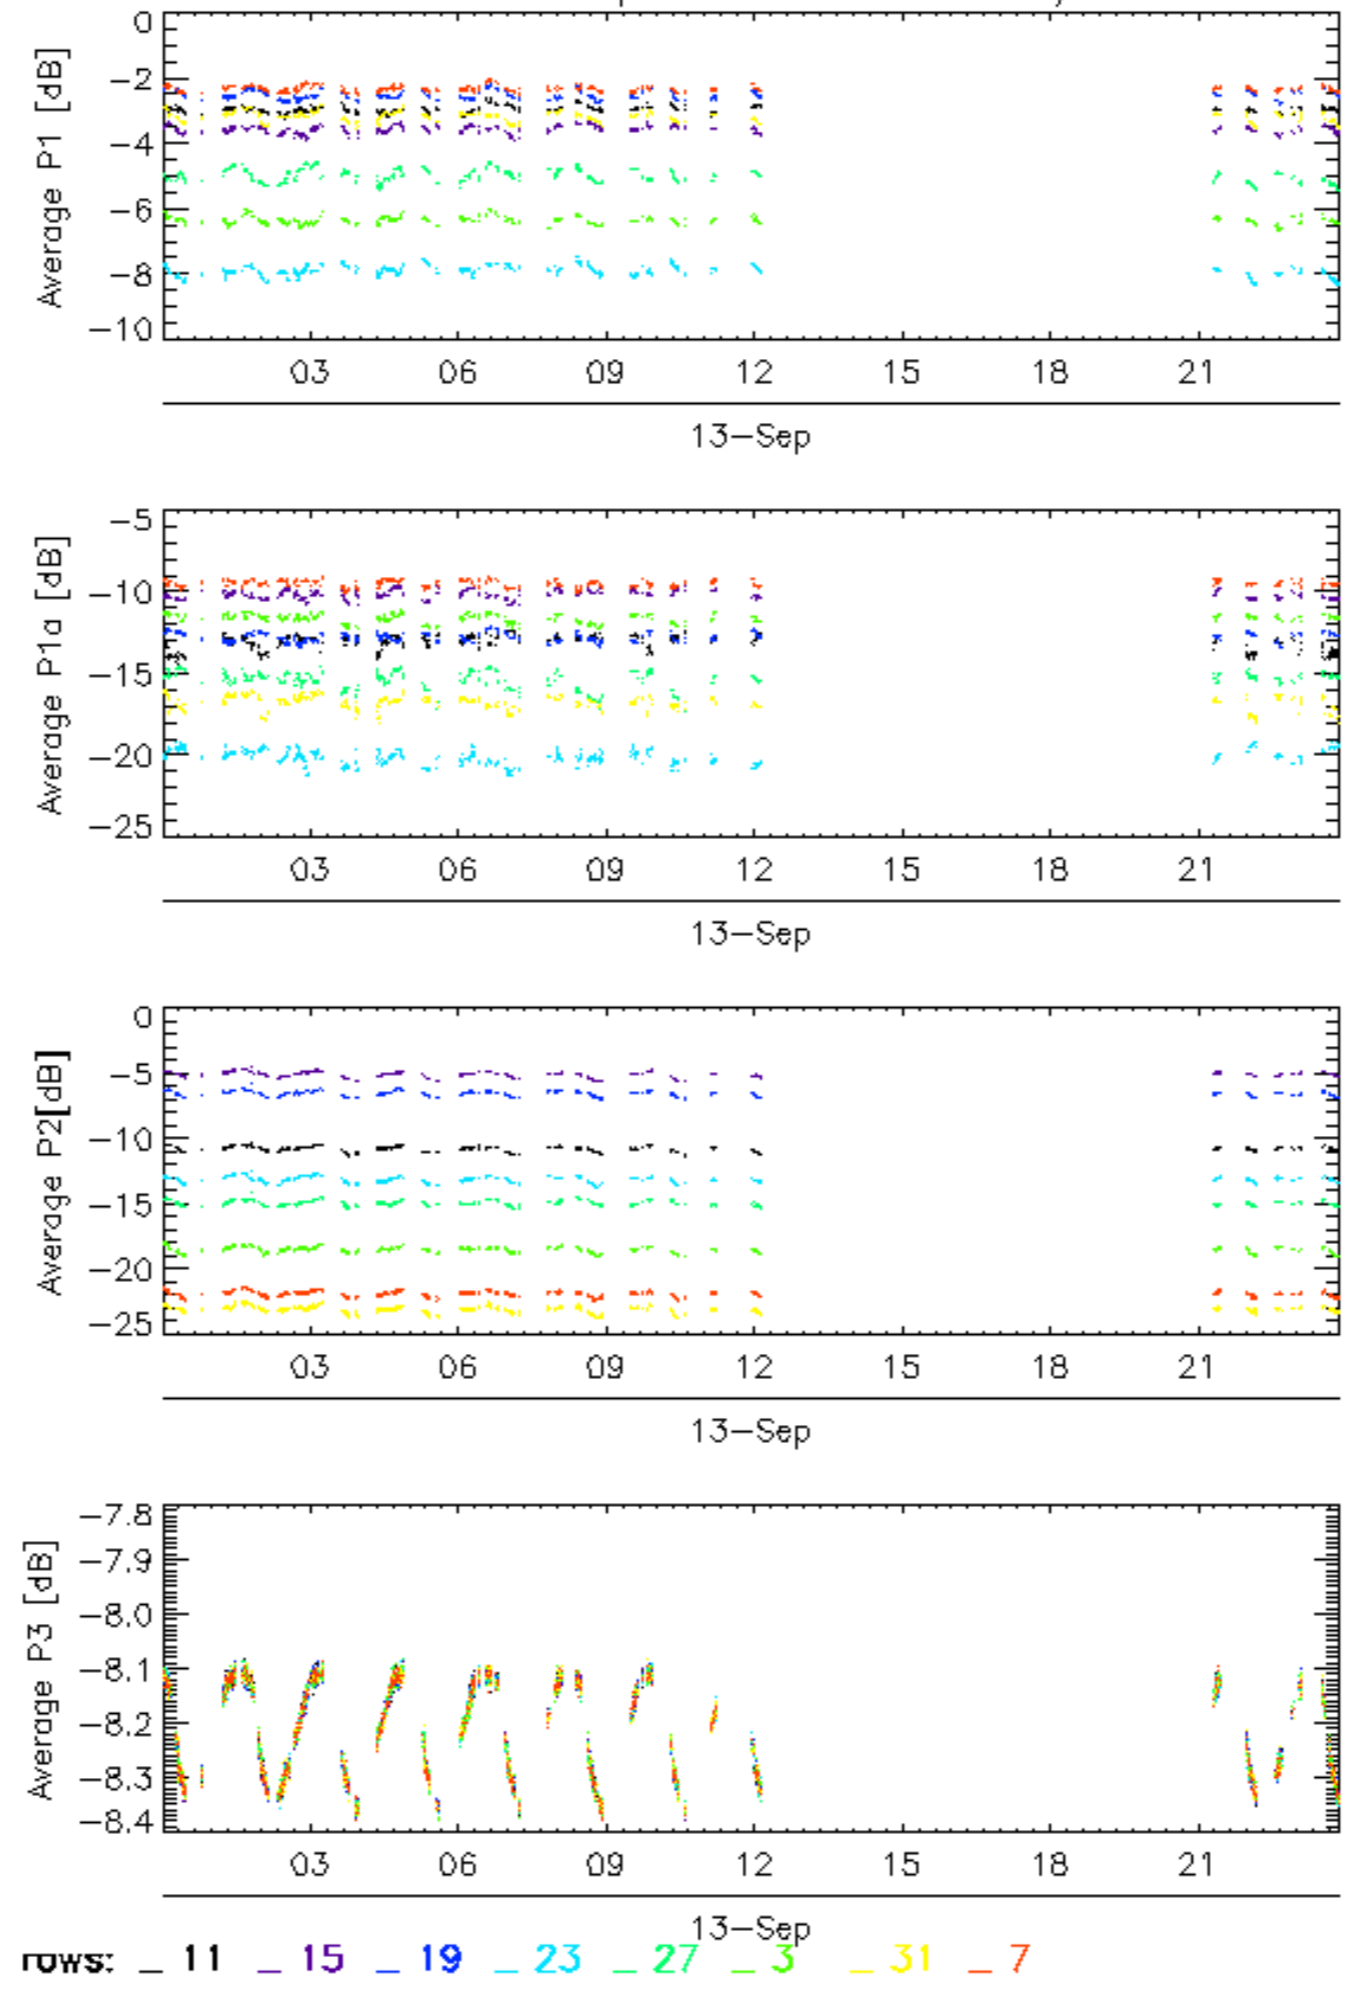 0
−2
−4
−6
−8
−10
Average P1 [dB]
03 06 09 12 15 18 21
13−Sep
−5
−10
−15
−20
−25
Average P1a [dB]
03 06 09 12 15 18 21
13−Sep
0
−5
−10
−15
−20
−25
Average P2[dB]
03 06 09 12 15 18 21
13−Sep
−7.8
−7.9
−8.0
−8.1
−8.2
−8.3
−8.4
Average P3 [dB]
03 06 09 12 15 18 21
13−Sep
rows: _ 11 _ 15 _ 19 _ 23 _ 27 _ 3 _ 31 _ 7